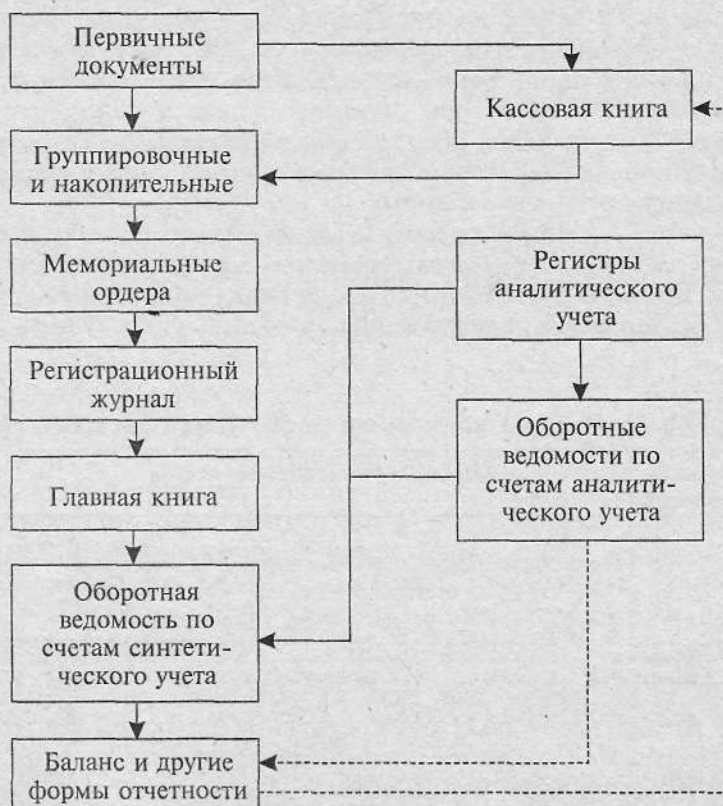 Первичные
документы
Кассовая книга
Группировочные
и накопительные
Мемориальные
ордера
Регистры
аналитического
учета
Регистрационный
журнал
Оборотные
ведомости по
счетам аналити-
ческого учета
Главная книга
Оборотная
ведомость по
счетам синтети-
ческого учета
Баланс и другие
формы отчетности